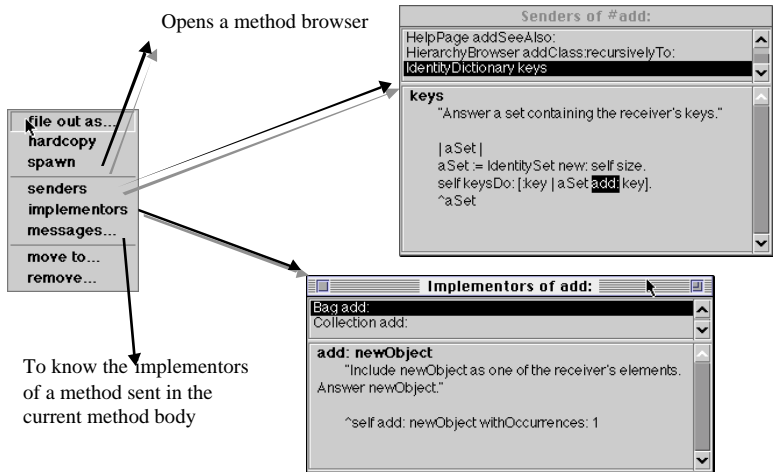 Opens a method browser
file out as...
hardcopy
spawn
senders
implementors
messages...
move to...
remove...
To know the implementors
of a method sent in the
current method body
Senders of #add:
HelpPage addSeeAlso:
HierarchyBrowser addClass:recursivelyTo:
IdentityDictionary keys
keys
"Answer a set containing the receiver's keys."
| aSet |
aSet := IdentitySet new: self size.
self keysDo: [:key | aSet add: key].
^aSet
Implementors of add:
Bag add:
Collection add:
add: newObject
"Include newObject as one of the receiver's elements.
Answer newObject."
^self add: newObject withOccurrences: 1